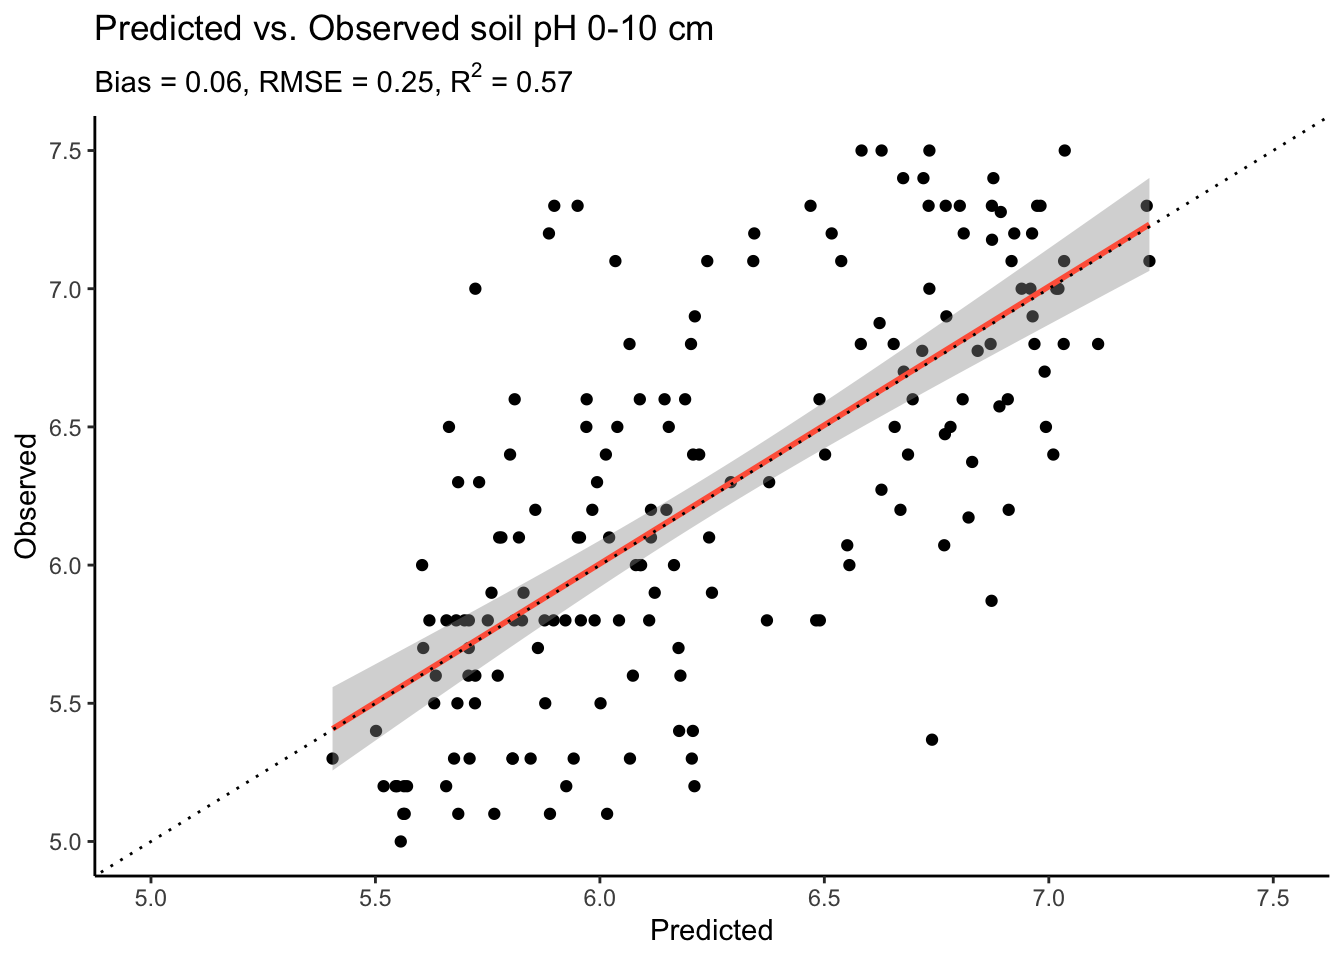 Predicted vs. Observed soil pH 0-10 cm
Bias = 0.06, RMSE = 0.25, R² = 0.57
7.5
7.0
6.5
6.0
5.5
5.0
Observed
5.0 5.5 6.0 6.5 7.0 7.5
Predicted